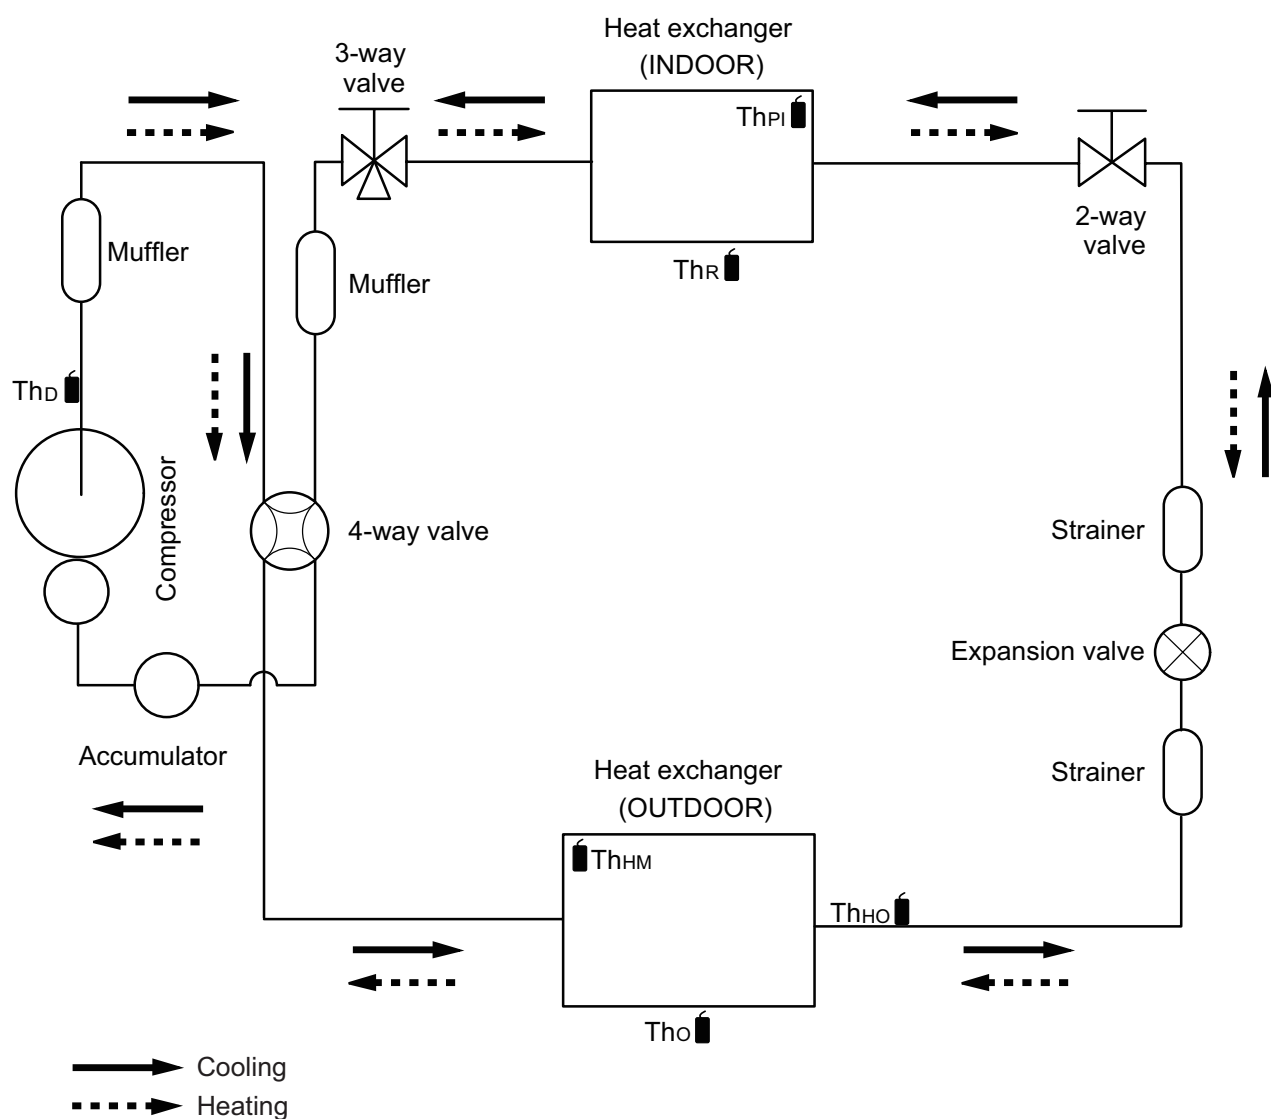 Heat exchanger
(INDOOR)
3-way
valve
ThPI
2-way
valve
Muffler
ThR
Muffler
ThD
Compressor
4-way valve
Strainer
Expansion valve
Accumulator
Heat exchanger
(OUTDOOR)
Strainer
ThHM
ThHO
ThO
Cooling
Heating